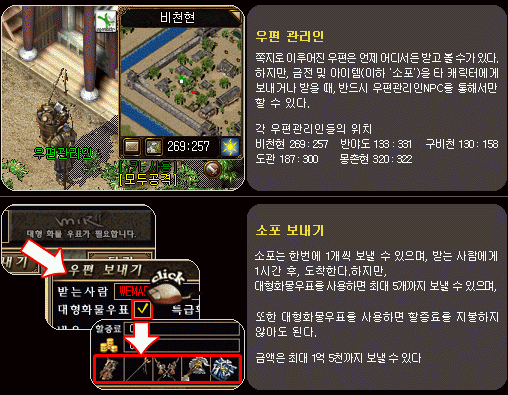 비천현
269:257
우편관리인
[모두공격]
우편 관리인
쪽지로 이루어진 우편은 언제 어디서든 받고 볼 수가 있다.
하지만, 금전 및 아이템(이하 '소포')을 타 캐릭터에게
보내거나 받을 때, 반드시 우편관리인NPC를 통해서만
할 수 있다.
각 우편관리인들의 위치
비천현 269 : 257 반야도 133 : 331 구비천 130 : 158
도관 187 : 300 몽촌현 320 : 322
대형 화물 우표가 필요합니다.
우편 보내기
click
받는사람 WEMA
대형화물우표 특급
할증료
소포 보내기
소포는 한번에 1개씩 보낼 수 있으며, 받는 사람에게
1시간 후, 도착한다.하지만,
대형화물우표를 사용하면 최대 5개까지 보낼 수 있으며,
또한 대형화물우표를 사용하면 할증료를 지불하지
않아도 된다.
금액은 최대 1억 5천까지 보낼 수 있다